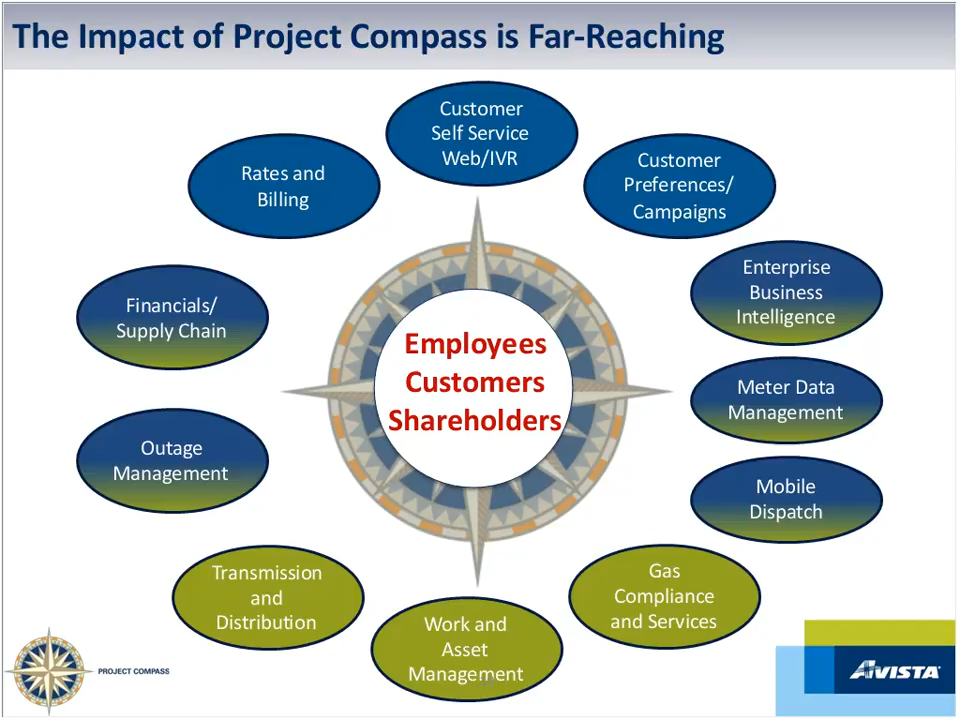 The Impact of Project Compass is Far-Reaching
Customer
Self Service
Web/IVR
Rates and
Billing
Customer
Preferences/
Campaigns
Enterprise
Business
Intelligence
Financials/
Supply Chain
Employees
Customers
Shareholders
Meter Data
Management
Outage
Management
Mobile
Dispatch
Transmission
and
Distribution
Gas
Compliance
and Services
Work and
Asset
Management
PROJECT COMPASS
AVISTA